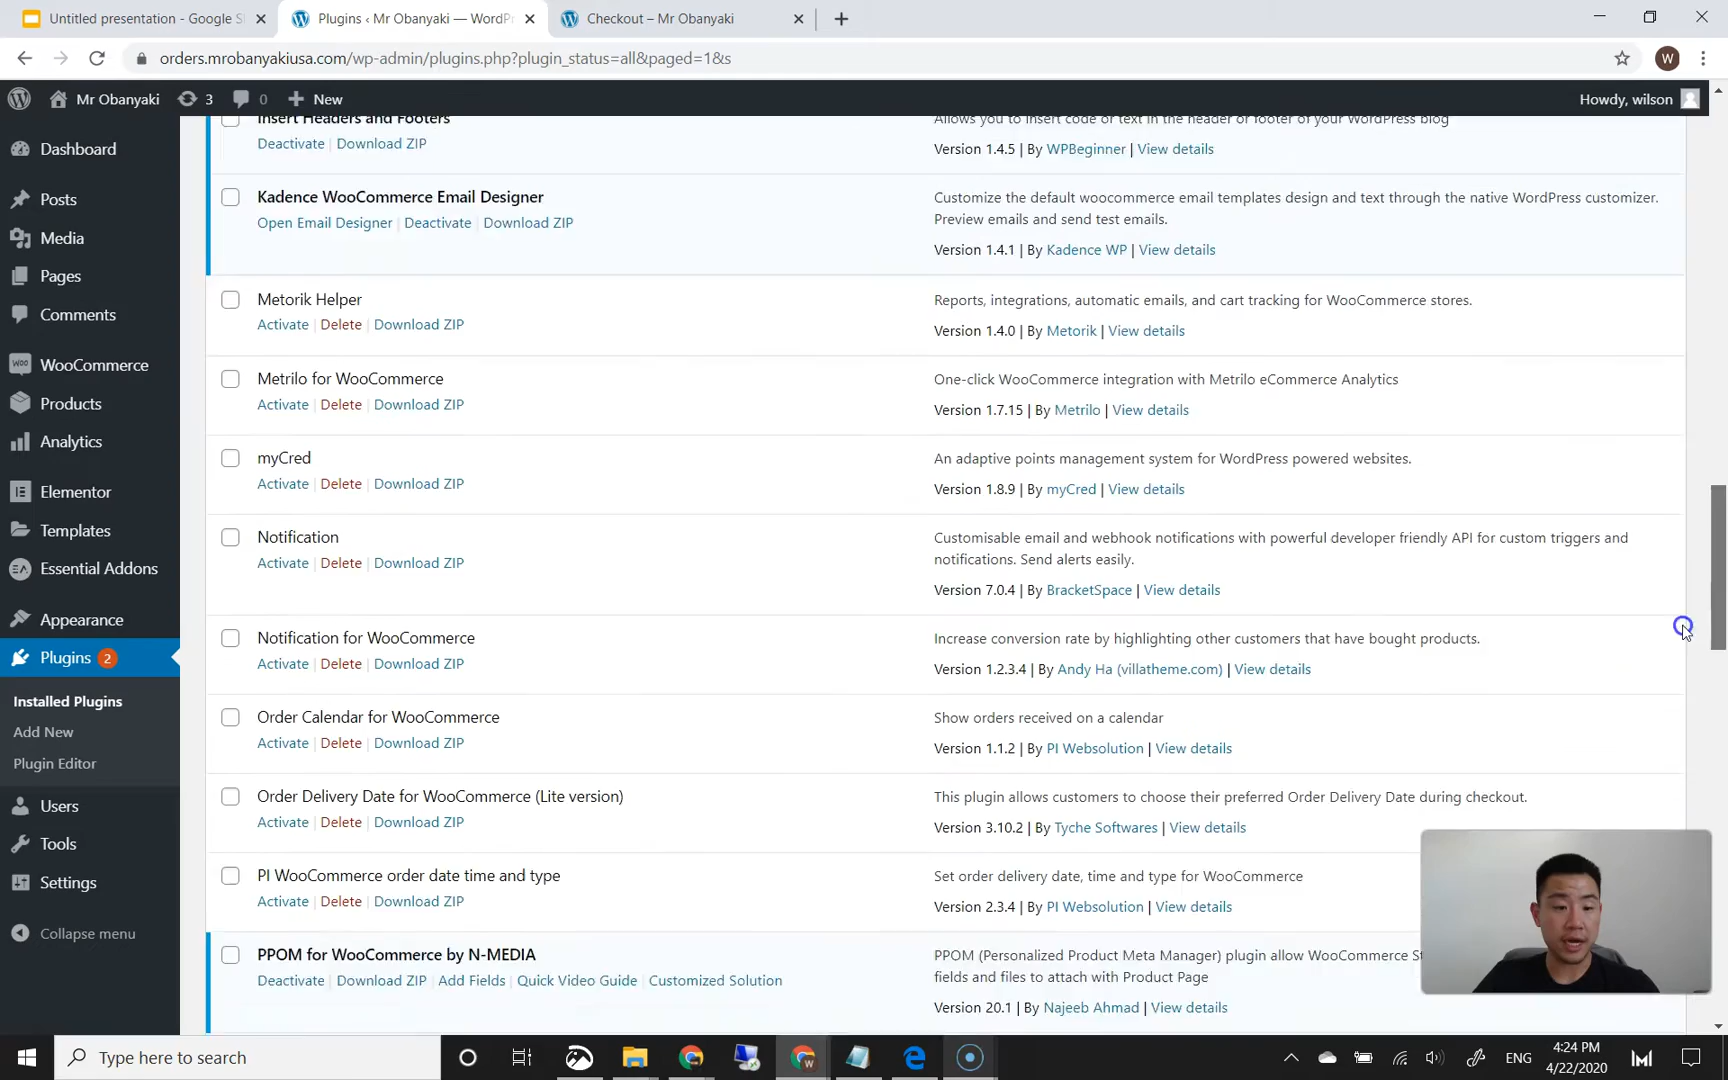 Untitled presentation - Google S
Plugins ‹ Mr Obanyaki — WordPr
Checkout – Mr Obanyaki
orders.mrobanyakiusa.com/wp-admin/plugins.php?plugin_status=all&paged=1&s
W
Mr Obanyaki
3
0
New
Howdy, wilson
Dashboard
Posts
Media
Pages
Comments
WooCommerce
Products
Analytics
Elementor
Templates
Essential Addons
Appearance
Plugins 2
Installed Plugins
Add New
Plugin Editor
Users
Tools
Settings
Collapse menu
Insert Headers and Footers
Deactivate | Download ZIP
Allows you to insert code or text in the header or footer of your WordPress blog
Version 1.4.5 | By WPBeginner | View details
Kadence WooCommerce Email Designer
Open Email Designer | Deactivate | Download ZIP
Customize the default woocommerce email templates design and text through the native WordPress customizer.
Preview emails and send test emails.
Version 1.4.1 | By Kadence WP | View details
Metorik Helper
Activate | Delete | Download ZIP
Reports, integrations, automatic emails, and cart tracking for WooCommerce stores.
Version 1.4.0 | By Metorik | View details
Metrilo for WooCommerce
Activate | Delete | Download ZIP
One-click WooCommerce integration with Metrilo eCommerce Analytics
Version 1.7.15 | By Metrilo | View details
myCred
Activate | Delete | Download ZIP
An adaptive points management system for WordPress powered websites.
Version 1.8.9 | By myCred | View details
Notification
Activate | Delete | Download ZIP
Customisable email and webhook notifications with powerful developer friendly API for custom triggers and
notifications. Send alerts easily.
Version 7.0.4 | By BracketSpace | View details
Notification for WooCommerce
Activate | Delete | Download ZIP
Increase conversion rate by highlighting other customers that have bought products.
Version 1.2.3.4 | By Andy Ha (villatheme.com) | View details
Order Calendar for WooCommerce
Activate | Delete | Download ZIP
Show orders received on a calendar
Version 1.1.2 | By PI Websolution | View details
Order Delivery Date for WooCommerce (Lite version)
Activate | Delete | Download ZIP
This plugin allows customers to choose their preferred Order Delivery Date during checkout.
Version 3.10.2 | By Tyche Softwares | View details
PI WooCommerce order date time and type
Activate | Delete | Download ZIP
Set order delivery date, time and type for WooCommerce
Version 2.3.4 | By PI Websolution | View details
PPOM for WooCommerce by N-MEDIA
Deactivate | Download ZIP | Add Fields | Quick Video Guide | Customized Solution
PPOM (Personalized Product Meta Manager) plugin allow WooCommerce St
fields and files to attach with Product Page
Version 20.1 | By Najeeb Ahmad | View details
Type here to search
ENG
4:24 PM
4/22/2020